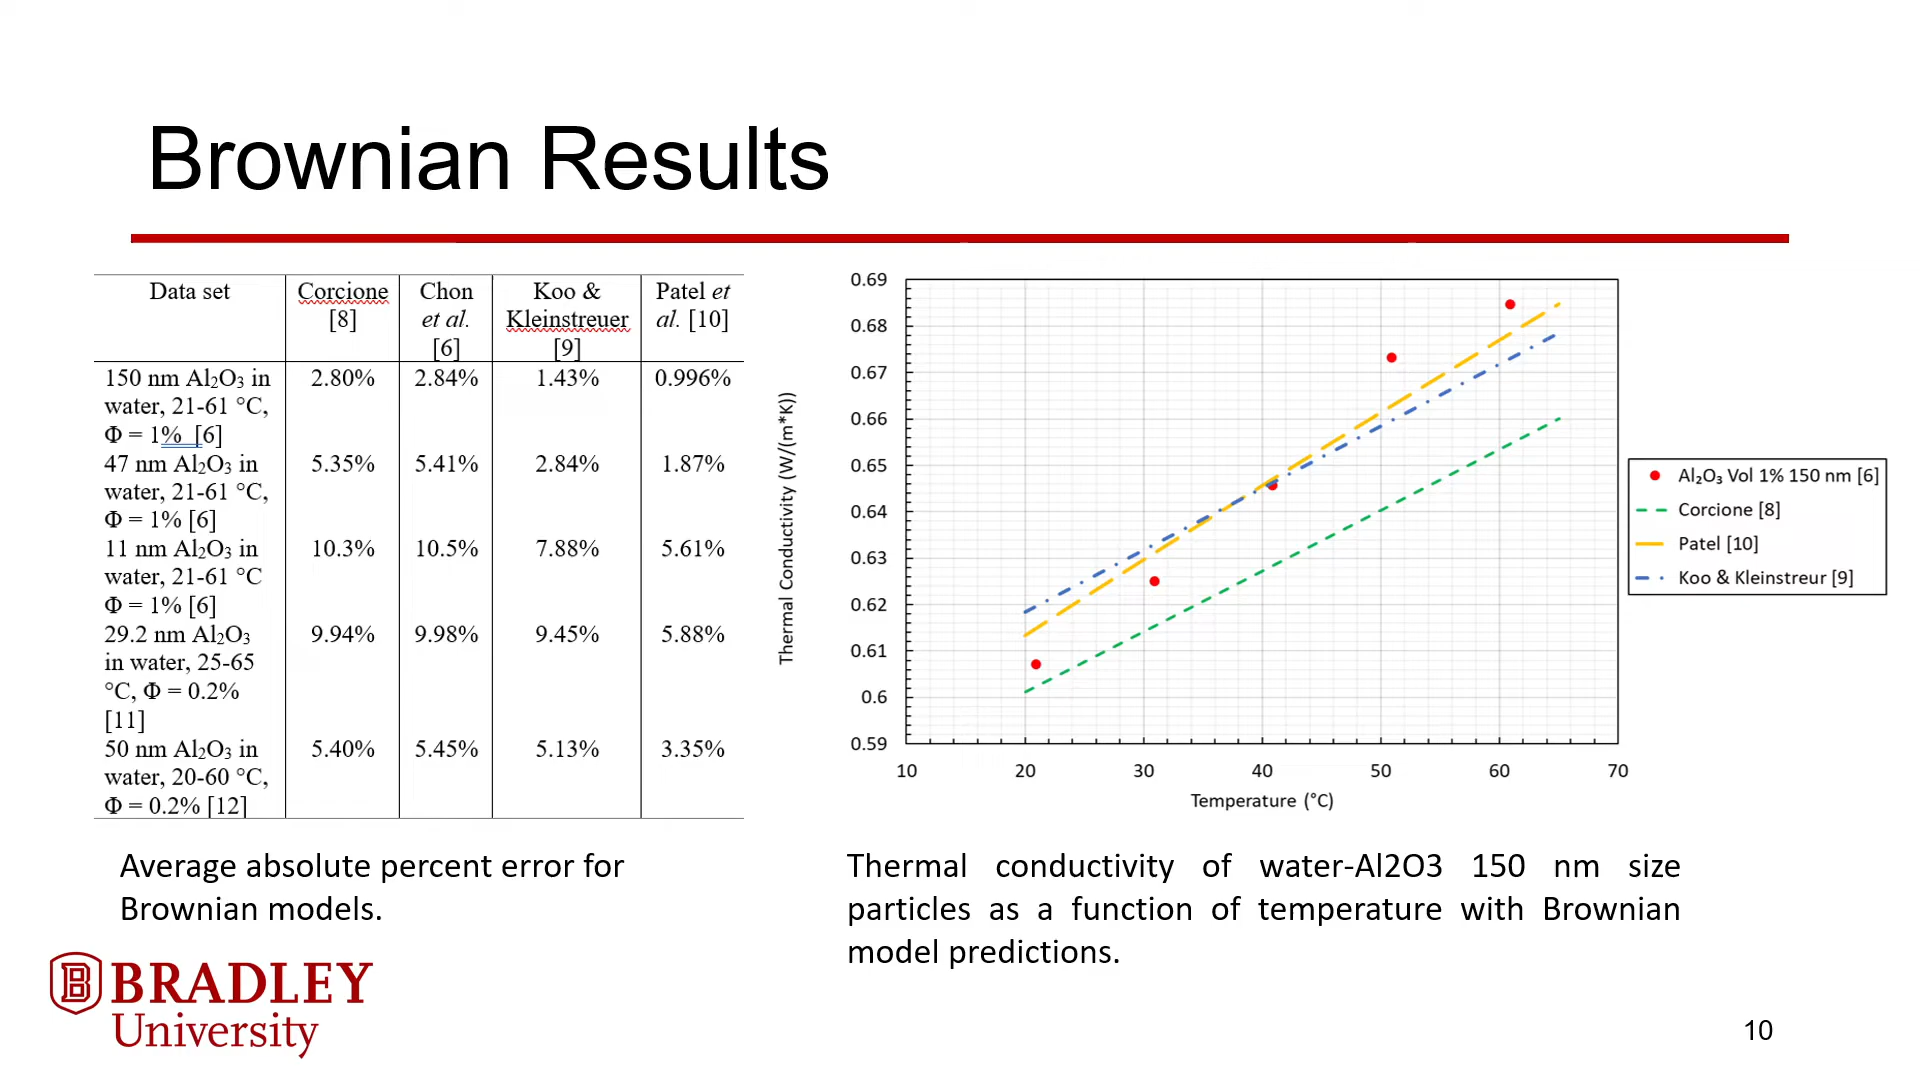 Brownian Results
Data set
Corcione
[8]
Chon
et al.
[6]
Koo &
Kleinstreuer
[9]
Patel et
al. [10]
150 nm Al₂O₃ in
water, 21-61 °C,
Φ = 1% [6]
2.80%
2.84%
1.43%
0.996%
47 nm Al₂O₃ in
water, 21-61 °C,
Φ = 1% [6]
5.35%
5.41%
2.84%
1.87%
11 nm Al₂O₃ in
water, 21-61 °C
Φ = 1% [6]
10.3%
10.5%
7.88%
5.61%
29.2 nm Al₂O₃
in water, 25-65
°C, Φ = 0.2%
[11]
9.94%
9.98%
9.45%
5.88%
50 nm Al₂O₃ in
water, 20-60 °C,
Φ = 0.2% [12]
5.40%
5.45%
5.13%
3.35%
Average absolute percent error for
Brownian models.
Thermal Conductivity (W/(m*K))
0.69
0.68
0.67
0.66
0.65
0.64
0.63
0.62
0.61
0.6
0.59
10 20 30 40 50 60 70
Temperature (°C)
Al₂O₃ Vol 1% 150 nm [6]
Corcione [8]
Patel [10]
Koo & Kleinstreur [9]
Thermal conductivity of water-Al2O3 150 nm size
particles as a function of temperature with Brownian
model predictions.
B BRADLEY
University
10